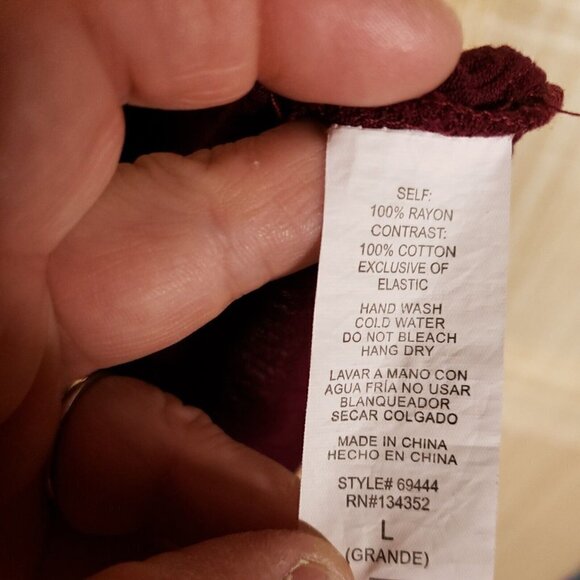 SELF:
100% RAYON
CONTRAST:
100% COTTON
EXCLUSIVE OF
ELASTIC
HAND WASH
COLD WATER
DO NOT BLEACH
HANG DRY
LAVAR A MANO CON
AGUA FRÍA NO USAR
BLANQUEADOR
SECAR COLGADO
MADE IN CHINA
HECHO EN CHINA
STYLE# 69444
RN#134352
L
(GRANDE)